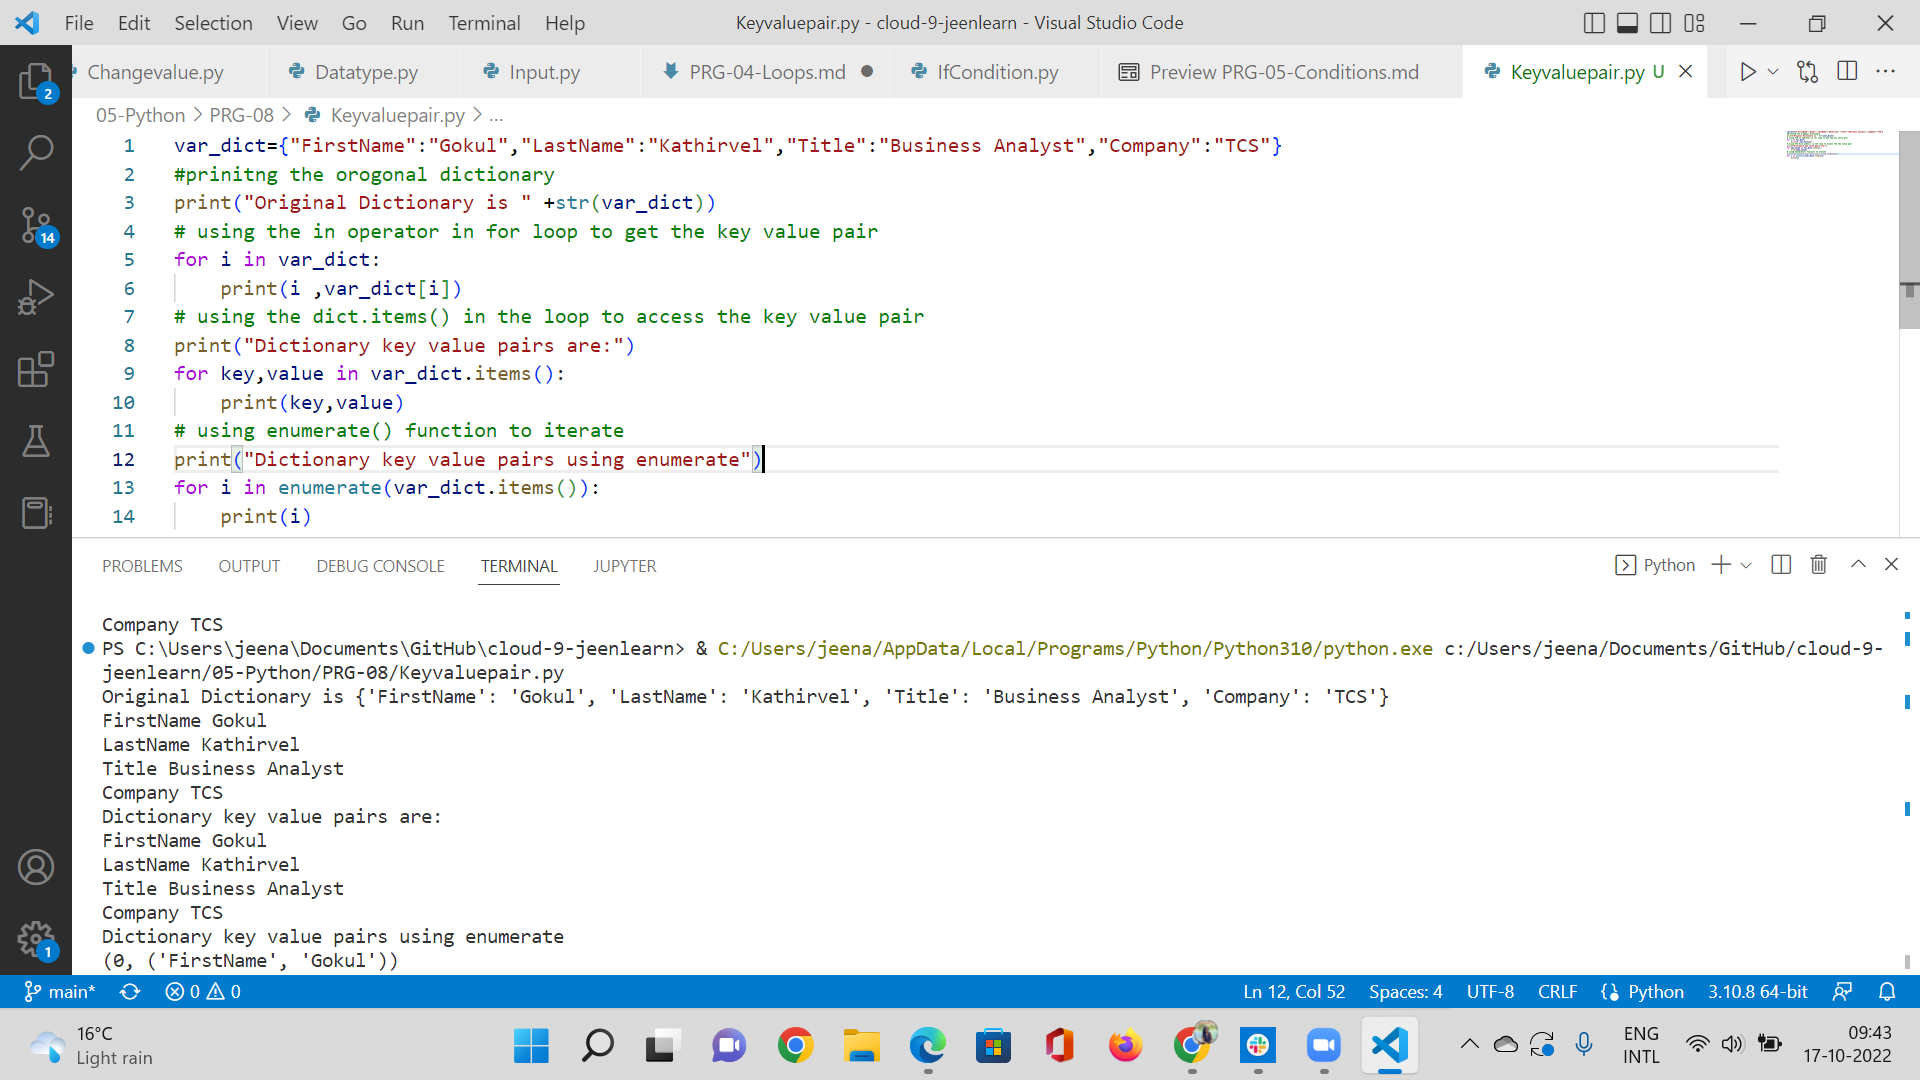 File Edit Selection View Go Run Terminal Help Keyvaluepair.py - cloud-9-jeenlearn - Visual Studio Code
Changevalue.py Datatype.py Input.py PRG-04-Loops.md IfCondition.py Preview PRG-05-Conditions.md Keyvaluepair.py U
2
05-Python > PRG-08 > Keyvaluepair.py > ...
1 var_dict={"FirstName":"Gokul","LastName":"Kathirvel","Title":"Business Analyst","Company":"TCS"}
2 #prinitng the orogonal dictionary
3 print("Original Dictionary is " +str(var_dict))
4 # using the in operator in for loop to get the key value pair
14
5 for i in var_dict:
6 print(i ,var_dict[i])
7 # using the dict.items() in the loop to access the key value pair
8 print("Dictionary key value pairs are:")
9 for key,value in var_dict.items():
10 print(key,value)
11 # using enumerate() function to iterate
12 print("Dictionary key value pairs using enumerate")
13 for i in enumerate(var_dict.items()):
14 print(i)
PROBLEMS OUTPUT DEBUG CONSOLE TERMINAL JUPYTER Python
Company TCS
PS C:\Users\jeena\Documents\GitHub\cloud-9-jeenlearn> & C:/Users/jeena/AppData/Local/Programs/Python/Python310/python.exe c:/Users/jeena/Documents/GitHub/cloud-9-
jeenlearn/05-Python/PRG-08/Keyvaluepair.py
Original Dictionary is {'FirstName': 'Gokul', 'LastName': 'Kathirvel', 'Title': 'Business Analyst', 'Company': 'TCS'}
FirstName Gokul
LastName Kathirvel
Title Business Analyst
Company TCS
Dictionary key value pairs are:
FirstName Gokul
LastName Kathirvel
Title Business Analyst
Company TCS
Dictionary key value pairs using enumerate
1
(0, ('FirstName', 'Gokul'))
main* 0 0 Ln 12, Col 52 Spaces: 4 UTF-8 CRLF Python 3.10.8 64-bit
16°C
Light rain
ENG
INTL
09:43
17-10-2022